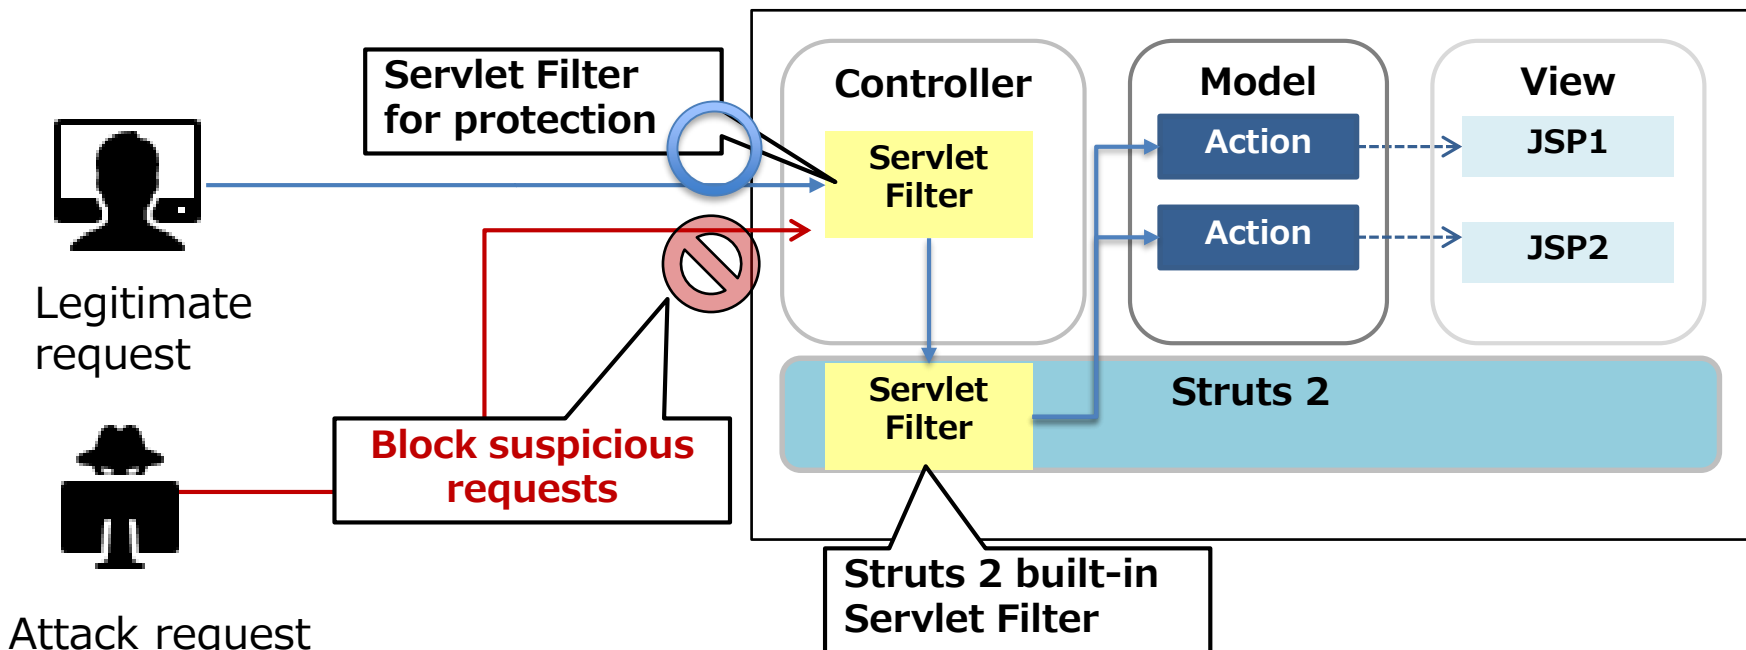 Servlet Filter
for protection
Controller
Model
View
Servlet
Filter
Action
JSP1
Action
JSP2
Legitimate
request
Servlet
Filter
Struts 2
Block suspicious
requests
Struts 2 built-in
Servlet Filter
Attack request